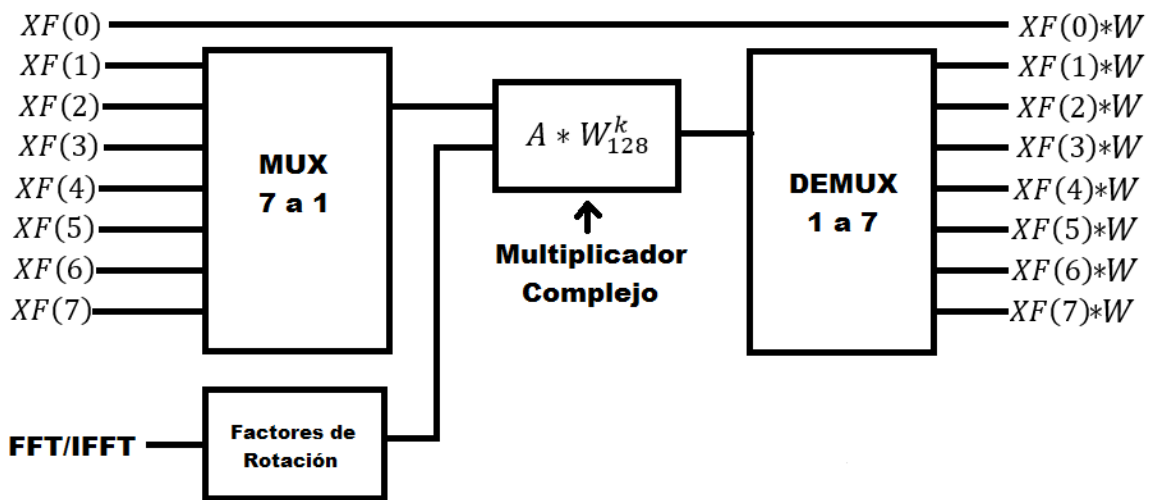 XF(0)
XF(0)*W
XF(1)
XF(1)*W
XF(2)
XF(2)*W
XF(3)
XF(3)*W
XF(4)
XF(4)*W
XF(5)
XF(5)*W
XF(6)
XF(6)*W
XF(7)
XF(7)*W
MUX
7 a 1
A * W_{128}^{k}
Multiplicador
Complejo
DEMUX
1 a 7
FFT/IFFT
Factores de
Rotación